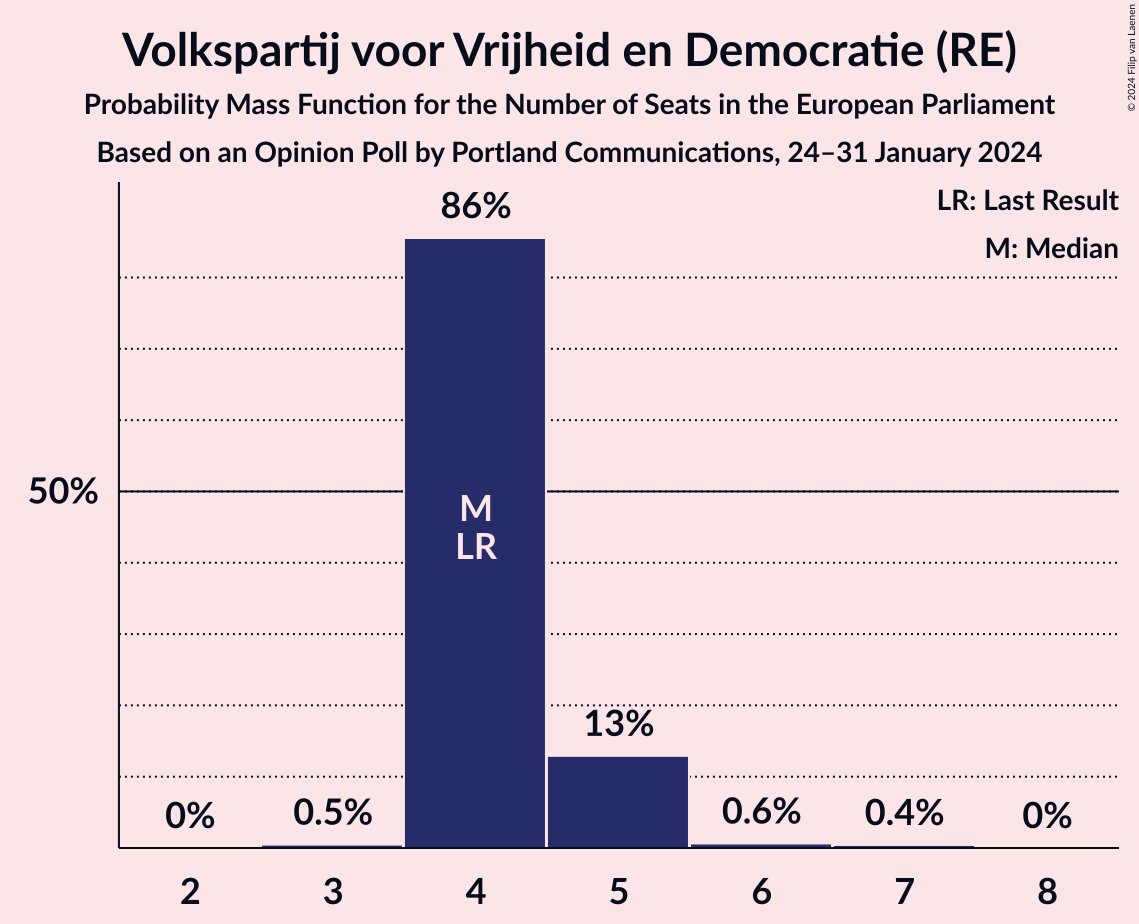 Volkspartij voor Vrijheid en Democratie (RE)
Probability Mass Function for the Number of Seats in the European Parliament
Based on an Opinion Poll by Portland Communications, 24–31 January 2024
© 2024 Filip van Laenen
LR: Last Result
M: Median
86%
50%
M
LR
13%
0%
0.5%
0.6%
0.4%
0%
2
3
4
5
6
7
8